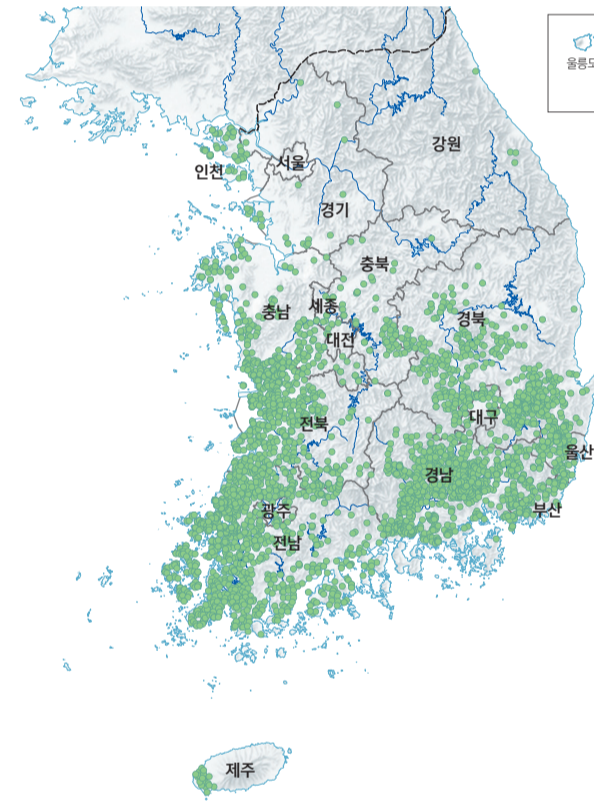 울릉도
강원
서울
인천
경기
충북
세종
충남
경북
대전
대구
전북
울산
경남
부산
광주
전남
제주